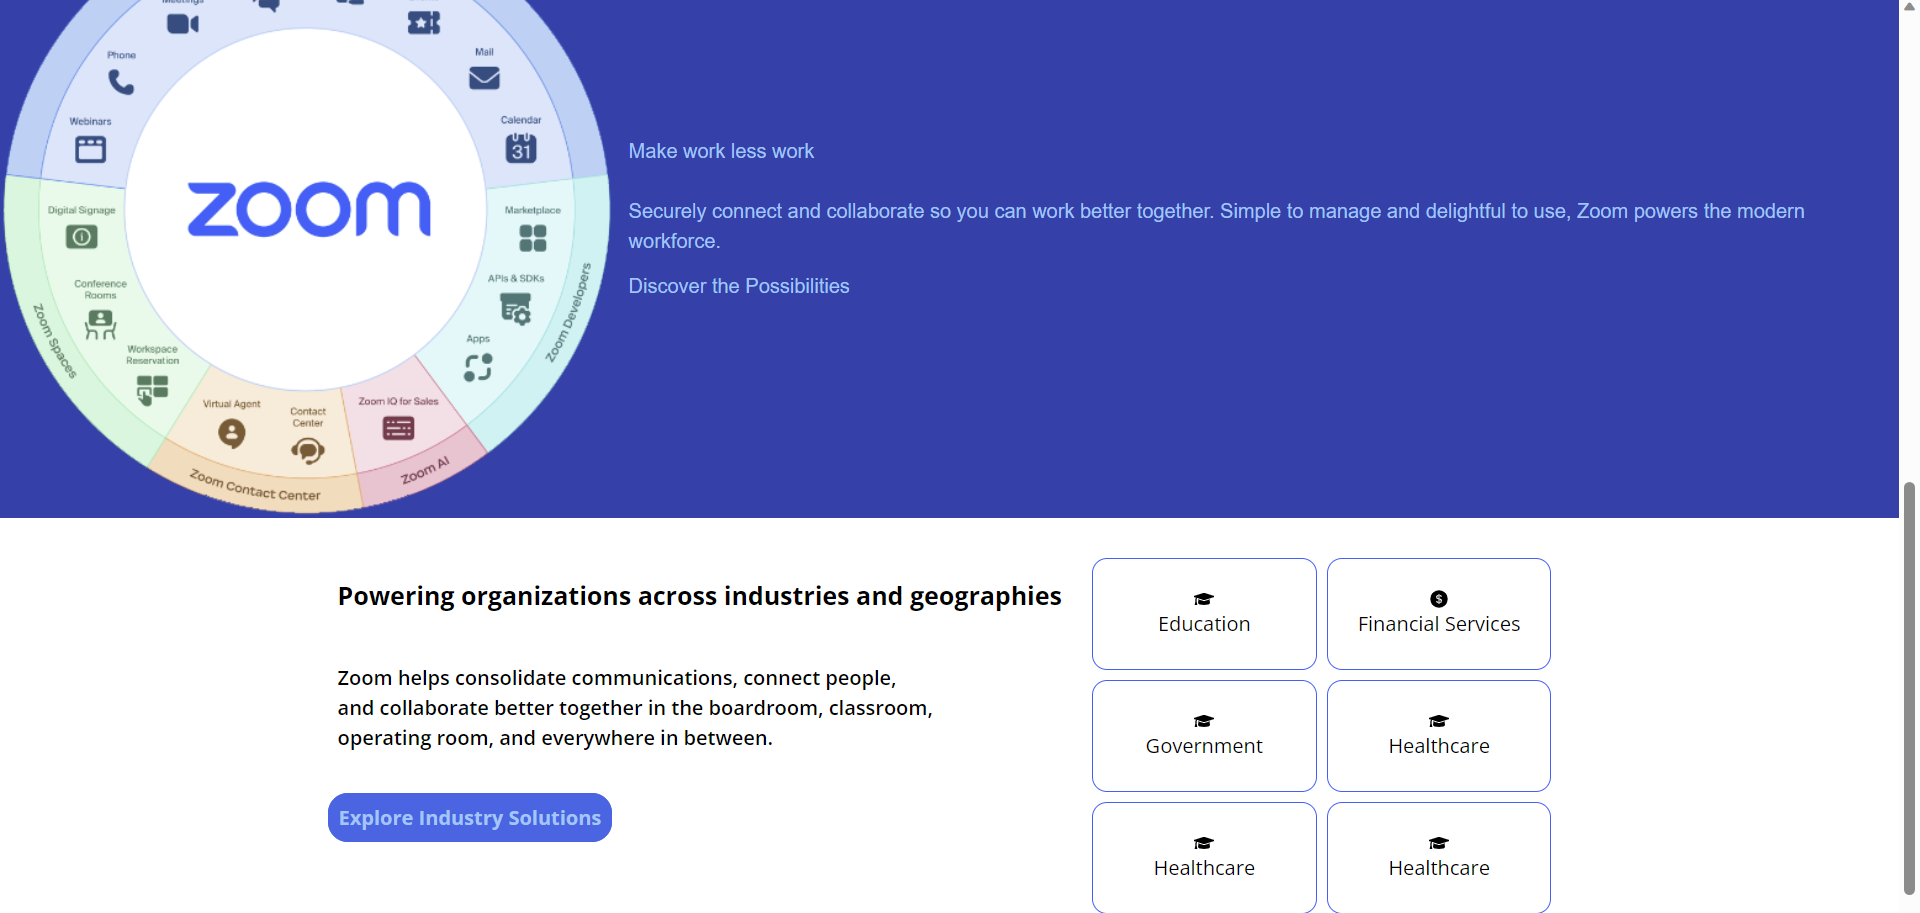 Phone
Mail
Webinars
Calendar
31
zoom
Digital Signage
Marketplace
Conference
Rooms
APIs & SDKs
Workspace
Reservation
Apps
Virtual Agent
Contact
Center
Zoom IQ for Sales
Zoom Spaces
Zoom Contact Center
Zoom AI
Zoom Developers
Make work less work
Securely connect and collaborate so you can work better together. Simple to manage and delightful to use, Zoom powers the modern
workforce.
Discover the Possibilities
Powering organizations across industries and geographies
Zoom helps consolidate communications, connect people,
and collaborate better together in the boardroom, classroom,
operating room, and everywhere in between.
Explore Industry Solutions
Education
$
Financial Services
Government
Healthcare
Healthcare
Healthcare